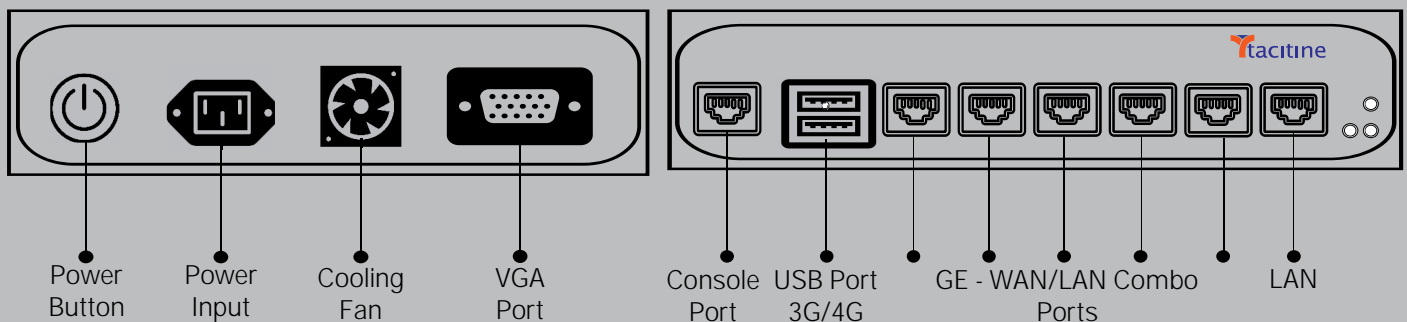 tacitine
Power
Button
Power
Input
Cooling
Fan
VGA
Port
Console
Port
USB Port
3G/4G
GE - WAN/LAN Combo
Ports
LAN